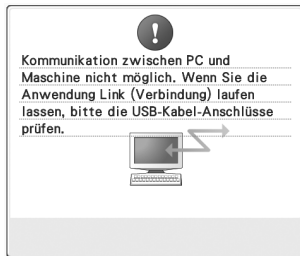 Kommunikation zwischen PC und
Maschine nicht möglich. Wenn Sie die
Anwendung Link (Verbindung) laufen
lassen, bitte die USB-Kabel-Anschlüsse
prüfen.